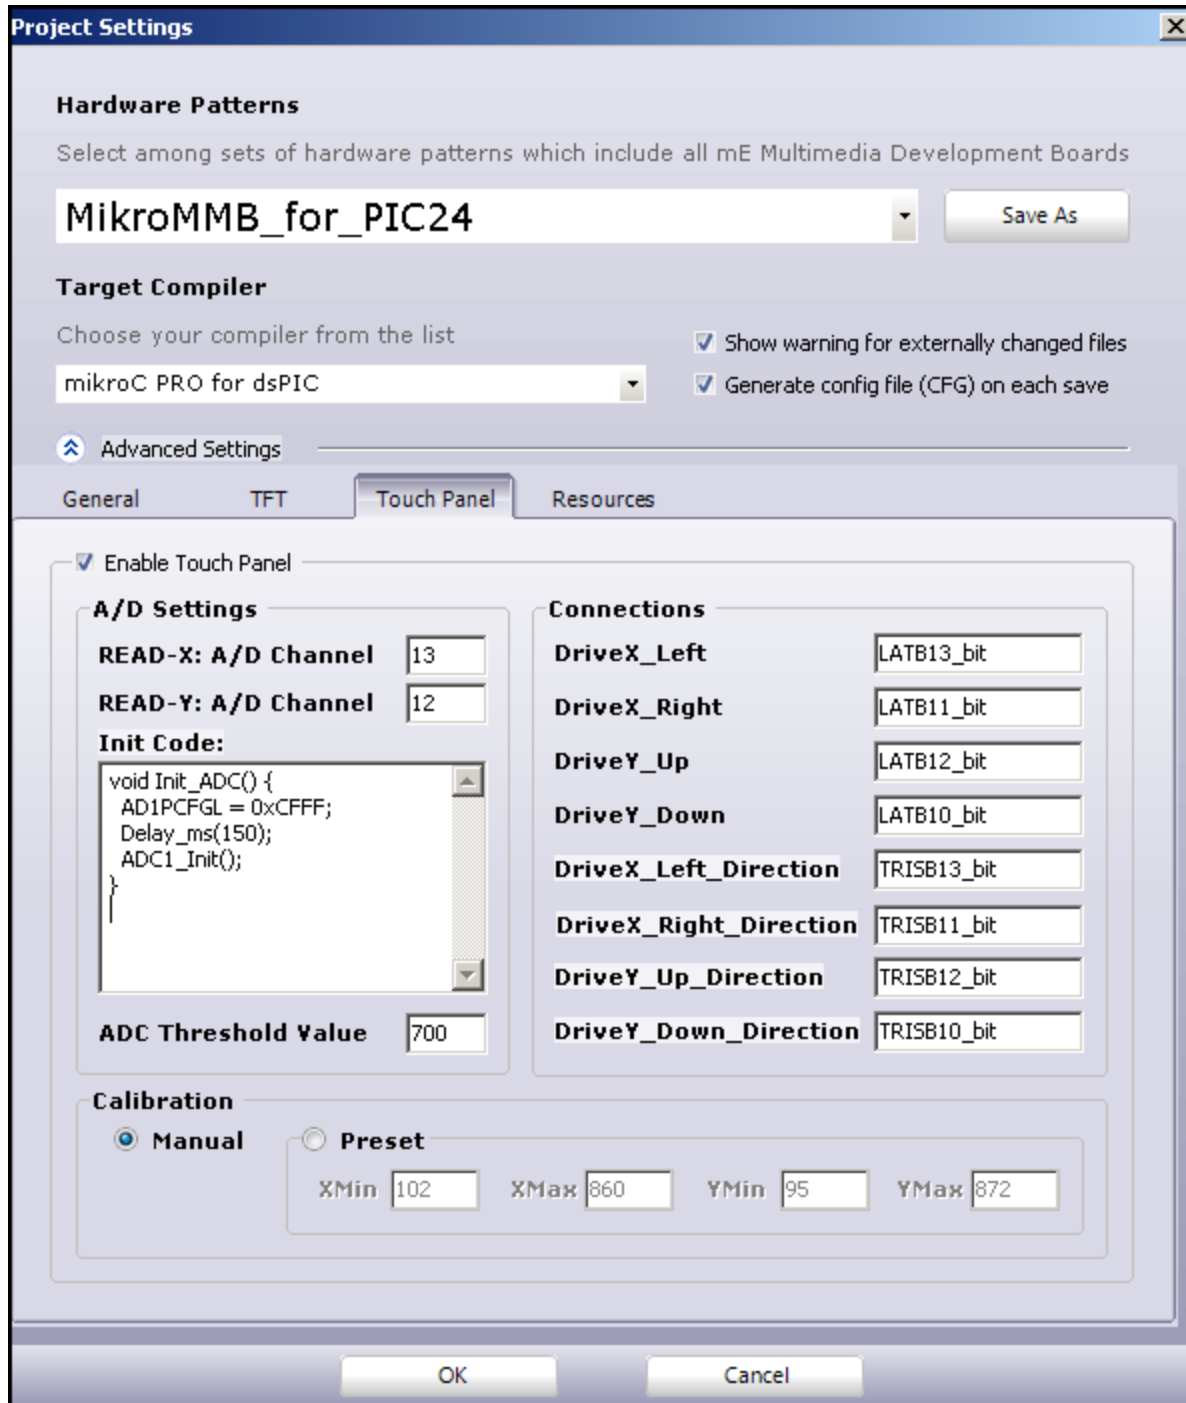 Project Settings
Hardware Patterns
Select among sets of hardware patterns which include all mE Multimedia Development Boards
MikroMMB_for_PIC24
Save As
Target Compiler
Choose your compiler from the list
Show warning for externally changed files
mikroC PRO for dsPIC
Generate config file (CFG) on each save
Advanced Settings
General TFT Touch Panel Resources
Enable Touch Panel
A/D Settings
READ-X: A/D Channel 13
READ-Y: A/D Channel 12
Init Code:
void Init_ADC() {
AD1PCFGL = 0xCFFF;
Delay_ms(150);
ADC1_Init();
}
ADC Threshold Value 700
Connections
DriveX_Left LATB13_bit
DriveX_Right LATB11_bit
DriveY_Up LATB12_bit
DriveY_Down LATB10_bit
DriveX_Left_Direction TRISB13_bit
DriveX_Right_Direction TRISB11_bit
DriveY_Up_Direction TRISB12_bit
DriveY_Down_Direction TRISB10_bit
Calibration
Manual Preset
XMin 102 XMax 860 YMin 95 YMax 872
OK Cancel